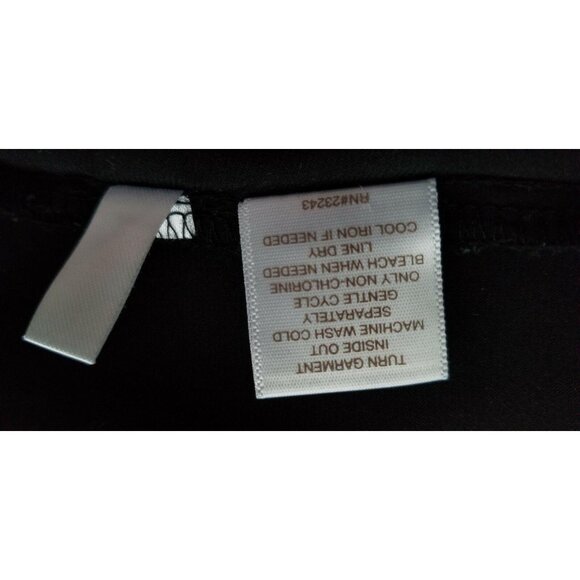 TURN GARMENT
INSIDE OUT
MACHINE WASH COLD
SEPARATELY
GENTLE CYCLE
ONLY NON-CHLORINE
BLEACH WHEN NEEDED
LINE DRY
COOL IRON IF NEEDED
RN#23243